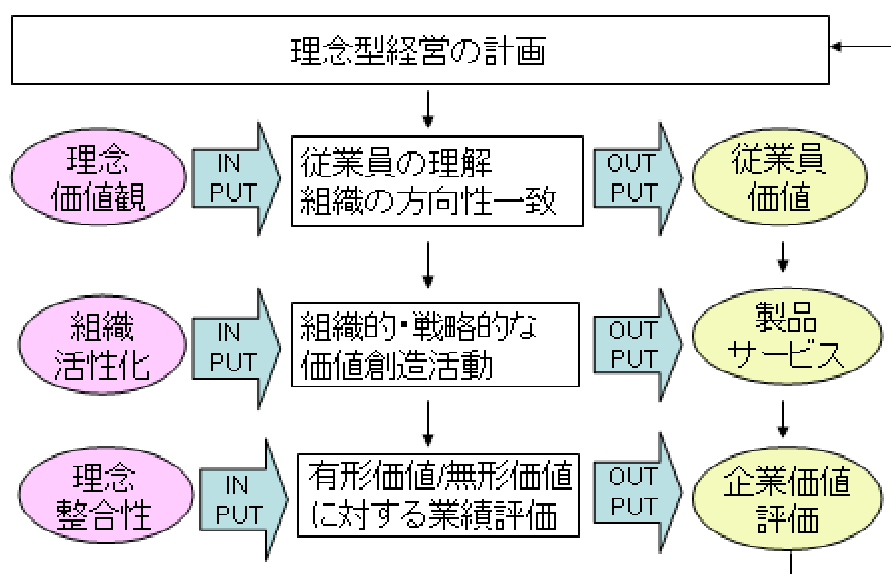 理念型経営の計画
理念
価値観
IN
PUT
従業員の理解
組織の方向性一致
OUT
PUT
従業員
価値
組織
活性化
IN
PUT
組織的・戦略的な
価値創造活動
OUT
PUT
製品
サービス
理念
整合性
IN
PUT
有形価値/無形価値
に対する業績評価
OUT
PUT
企業価値
評価